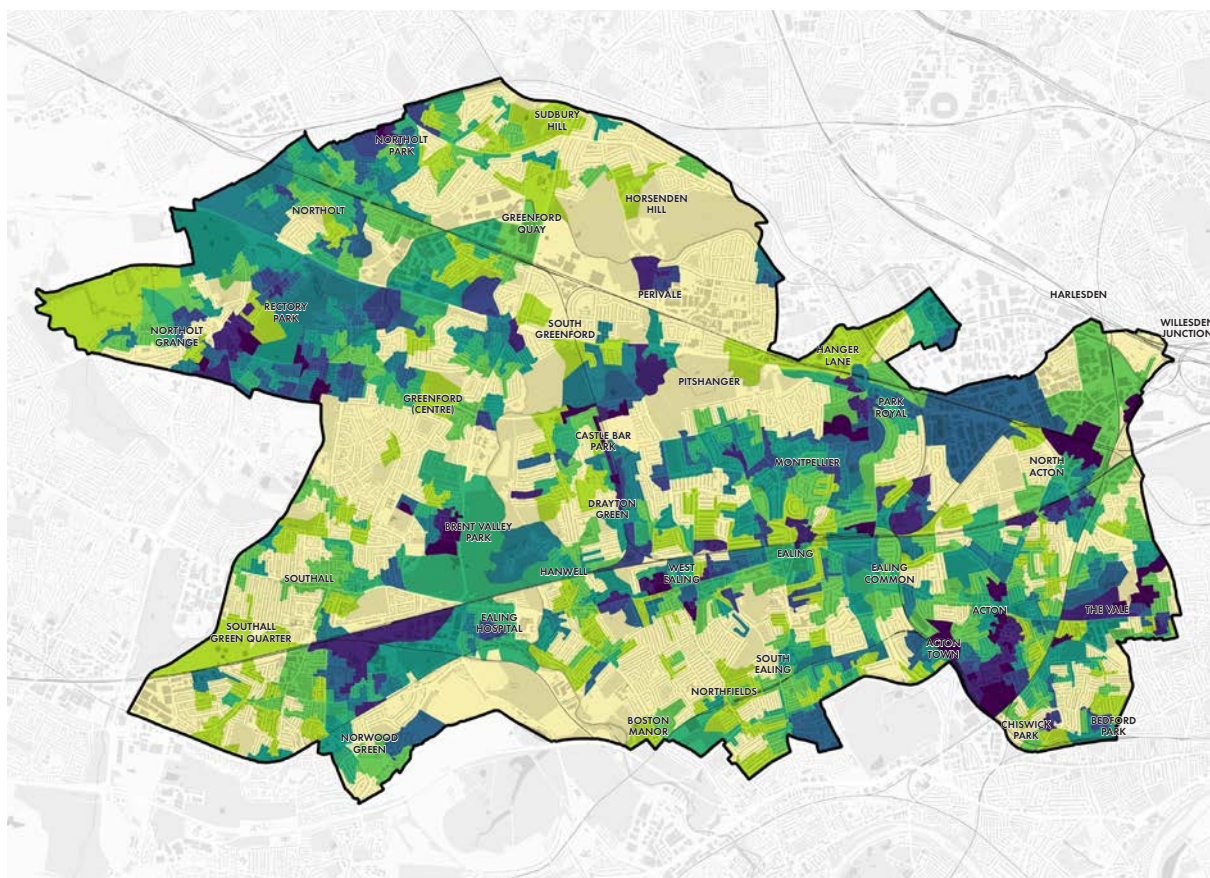 SUDBURY
HILL
NORTHOLT
PARK
HORSENDEN
HILL
NORTHOLT
GREENFORD
QUAY
PERIVALE
HARLESDEN
RECTORY
PARK
NORTHOLT
GRANGE
SOUTH
GREENFORD
WILLESDEN
JUNCTION
HANGER
LANE
PITSHANGER
GREENFORD
(CENTRE)
PARK
ROYAL
CASTLE BAR
PARK
MONTPELLIER
NORTH
ACTON
DRAYTON
GREEN
BRENT VALLEY
PARK
EALING
HANWELL
WEST
EALING
EALING
COMMON
SOUTHALL
ACTON
THE VALE
EALING
HOSPITAL
SOUTHALL
GREEN QUARTER
ACTON
TOWN
SOUTH
EALING
NORTHFIELDS
BOSTON
MANOR
CHISWICK
PARK
BEDFORD
PARK
NORWOOD
GREEN